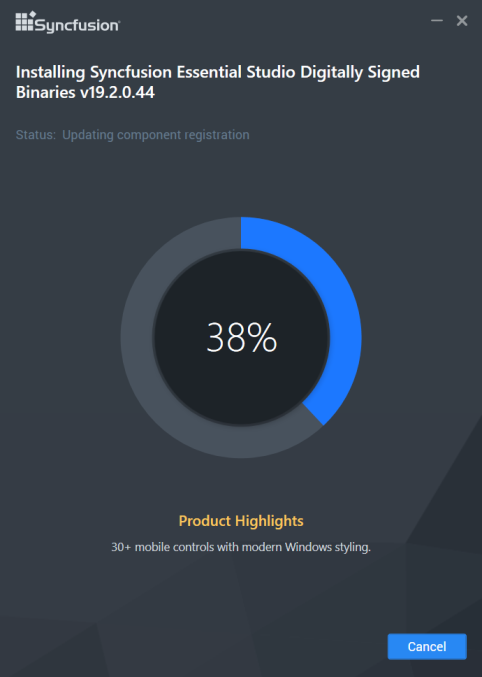 Syncfusion®
Installing Syncfusion Essential Studio Digitally Signed
Binaries v19.2.0.44
Status: Updating component registration
38%
Product Highlights
30+ mobile controls with modern Windows styling.
Cancel